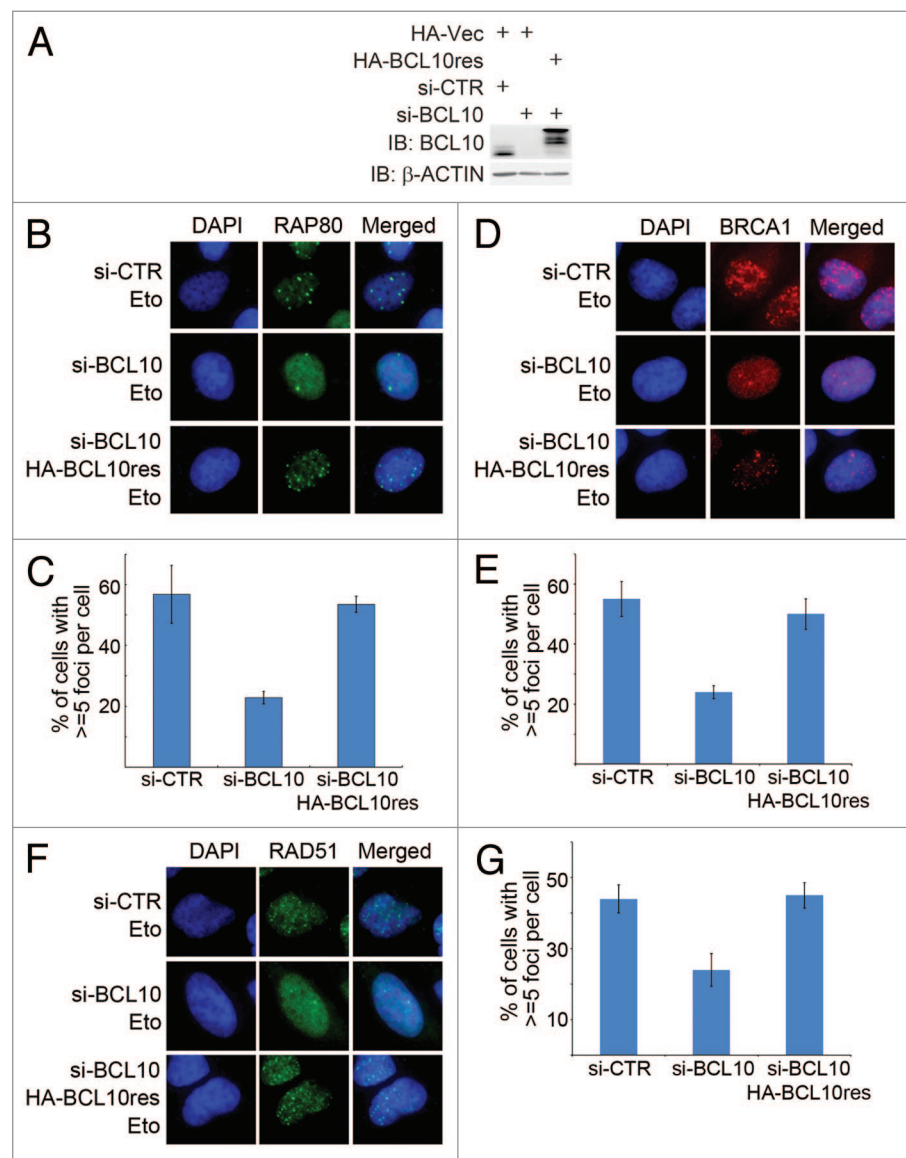 A
HA-Vec + +
HA-BCL10res +
si-CTR +
si-BCL10 + +
IB: BCL10
IB: β-ACTIN
B
DAPI RAP80 Merged
si-CTR
Eto
si-BCL10
Eto
si-BCL10
HA-BCL10res
Eto
D
DAPI BRCA1 Merged
si-CTR
Eto
si-BCL10
Eto
si-BCL10
HA-BCL10res
Eto
C
% of cells with
>=5 foci per cell
60
40
20
si-CTR si-BCL10 si-BCL10
HA-BCL10res
E
% of cells with
>=5 foci per cell
60
40
20
si-CTR si-BCL10 si-BCL10
HA-BCL10res
F
DAPI RAD51 Merged
si-CTR
Eto
si-BCL10
Eto
si-BCL10
HA-BCL10res
Eto
G
% of cells with
>=5 foci per cell
50
30
10
si-CTR si-BCL10 si-BCL10
HA-BCL10res